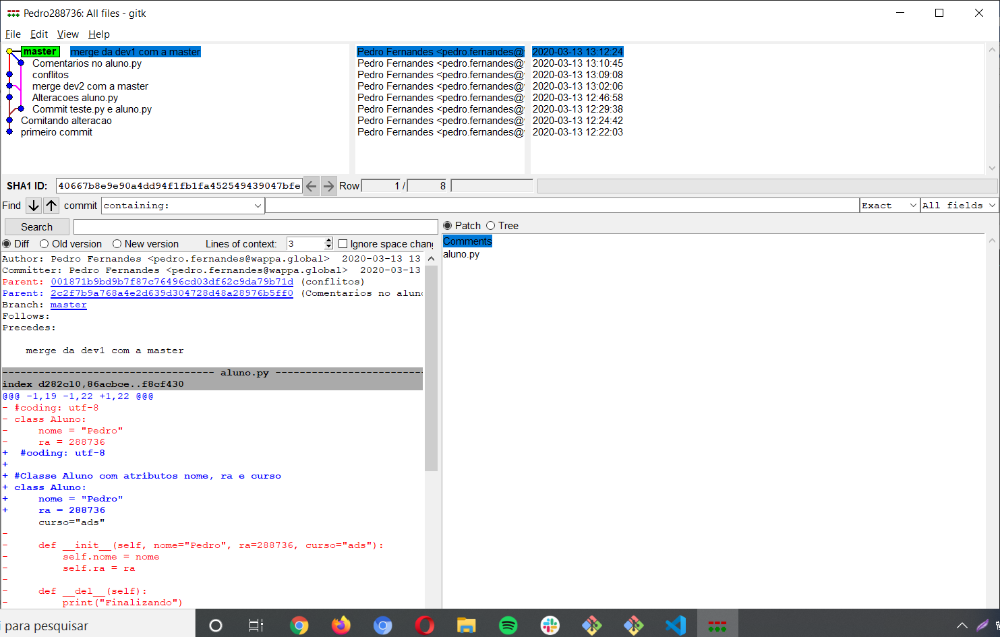 Pedro288736: All files - gitk
File Edit View Help
master merge da dev1 com a master Pedro Fernandes <pedro.fernandes@ 2020-03-13 13:12:24
Comentarios no aluno.py Pedro Fernandes <pedro.fernandes@ 2020-03-13 13:10:45
conflitos Pedro Fernandes <pedro.fernandes@ 2020-03-13 13:09:08
merge dev2 com a master Pedro Fernandes <pedro.fernandes@ 2020-03-13 13:02:06
Alteracoes aluno.py Pedro Fernandes <pedro.fernandes@ 2020-03-13 12:46:58
Commit teste.py e aluno.py Pedro Fernandes <pedro.fernandes@ 2020-03-13 12:29:38
Comitando alteracao Pedro Fernandes <pedro.fernandes@ 2020-03-13 12:24:42
primeiro commit Pedro Fernandes <pedro.fernandes@ 2020-03-13 12:22:03
SHA1 ID: 40667b8e9e90a4dd94f1fb1fa452549439047bfe Row 1 / 8
Find commit containing: Exact All fields
Search
Patch Tree
Diff Old version New version Lines of context: 3 Ignore space chang
Comments
aluno.py
Author: Pedro Fernandes <pedro.fernandes@wappa.global> 2020-03-13 13
Committer: Pedro Fernandes <pedro.fernandes@wappa.global> 2020-03-13
Parent: 001871b9bd9b7f87c76496cd03df62c9da79b71d (conflitos)
Parent: 2c2f7b9a768a4e2d639d304728d48a28976b5ff0 (Comentarios no alun
Branch: master
Follows:
Precedes:
merge da dev1 com a master
----------------------------------- aluno.py ------------------------
index d282c10,86acbce..f8cf430
@@@ -1,19 -1,22 +1,22 @@@
- #coding: utf-8
- class Aluno:
-     nome = "Pedro"
-     ra = 288736
+  #coding: utf-8
+
+ #Classe Aluno com atributos nome, ra e curso
+ class Aluno:
+     nome = "Pedro"
+     ra = 288736
      curso="ads"
-
-     def __init__(self, nome="Pedro", ra=288736, curso="ads"):
-         self.nome = nome
-         self.ra = ra
-
-     def __del__(self):
-         print("Finalizando")
para pesquisar